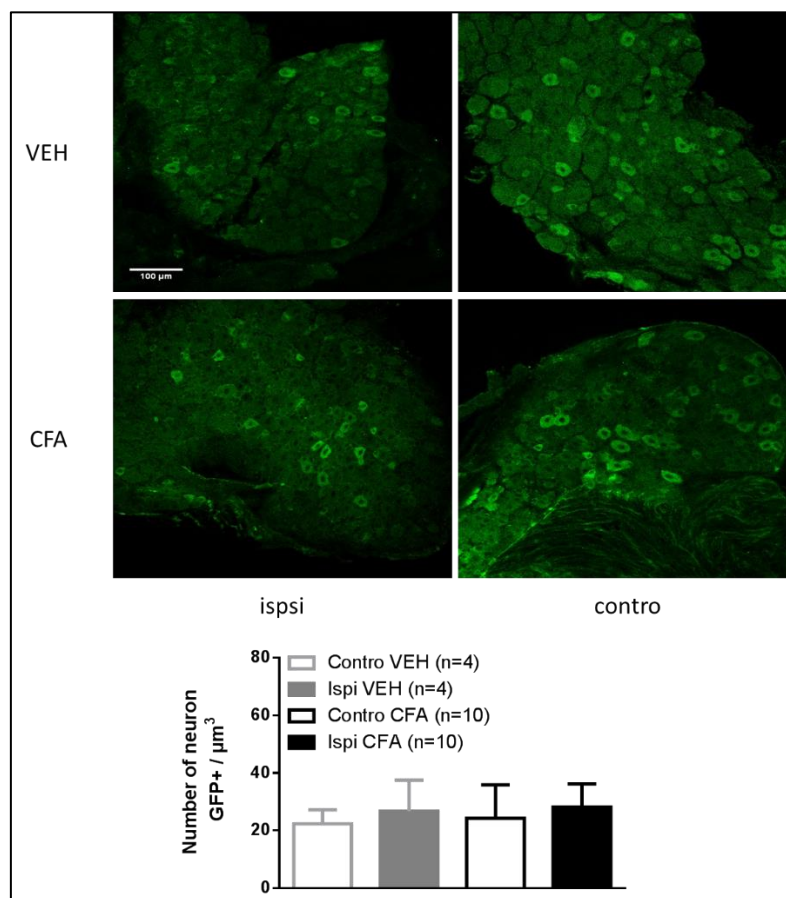 VEH
100 µm
CFA
ispsi
contro
80
60
40
20
0
Number of neuron
GFP+ / µm³
Contro VEH (n=4)
Ispi VEH (n=4)
Contro CFA (n=10)
Ispi CFA (n=10)